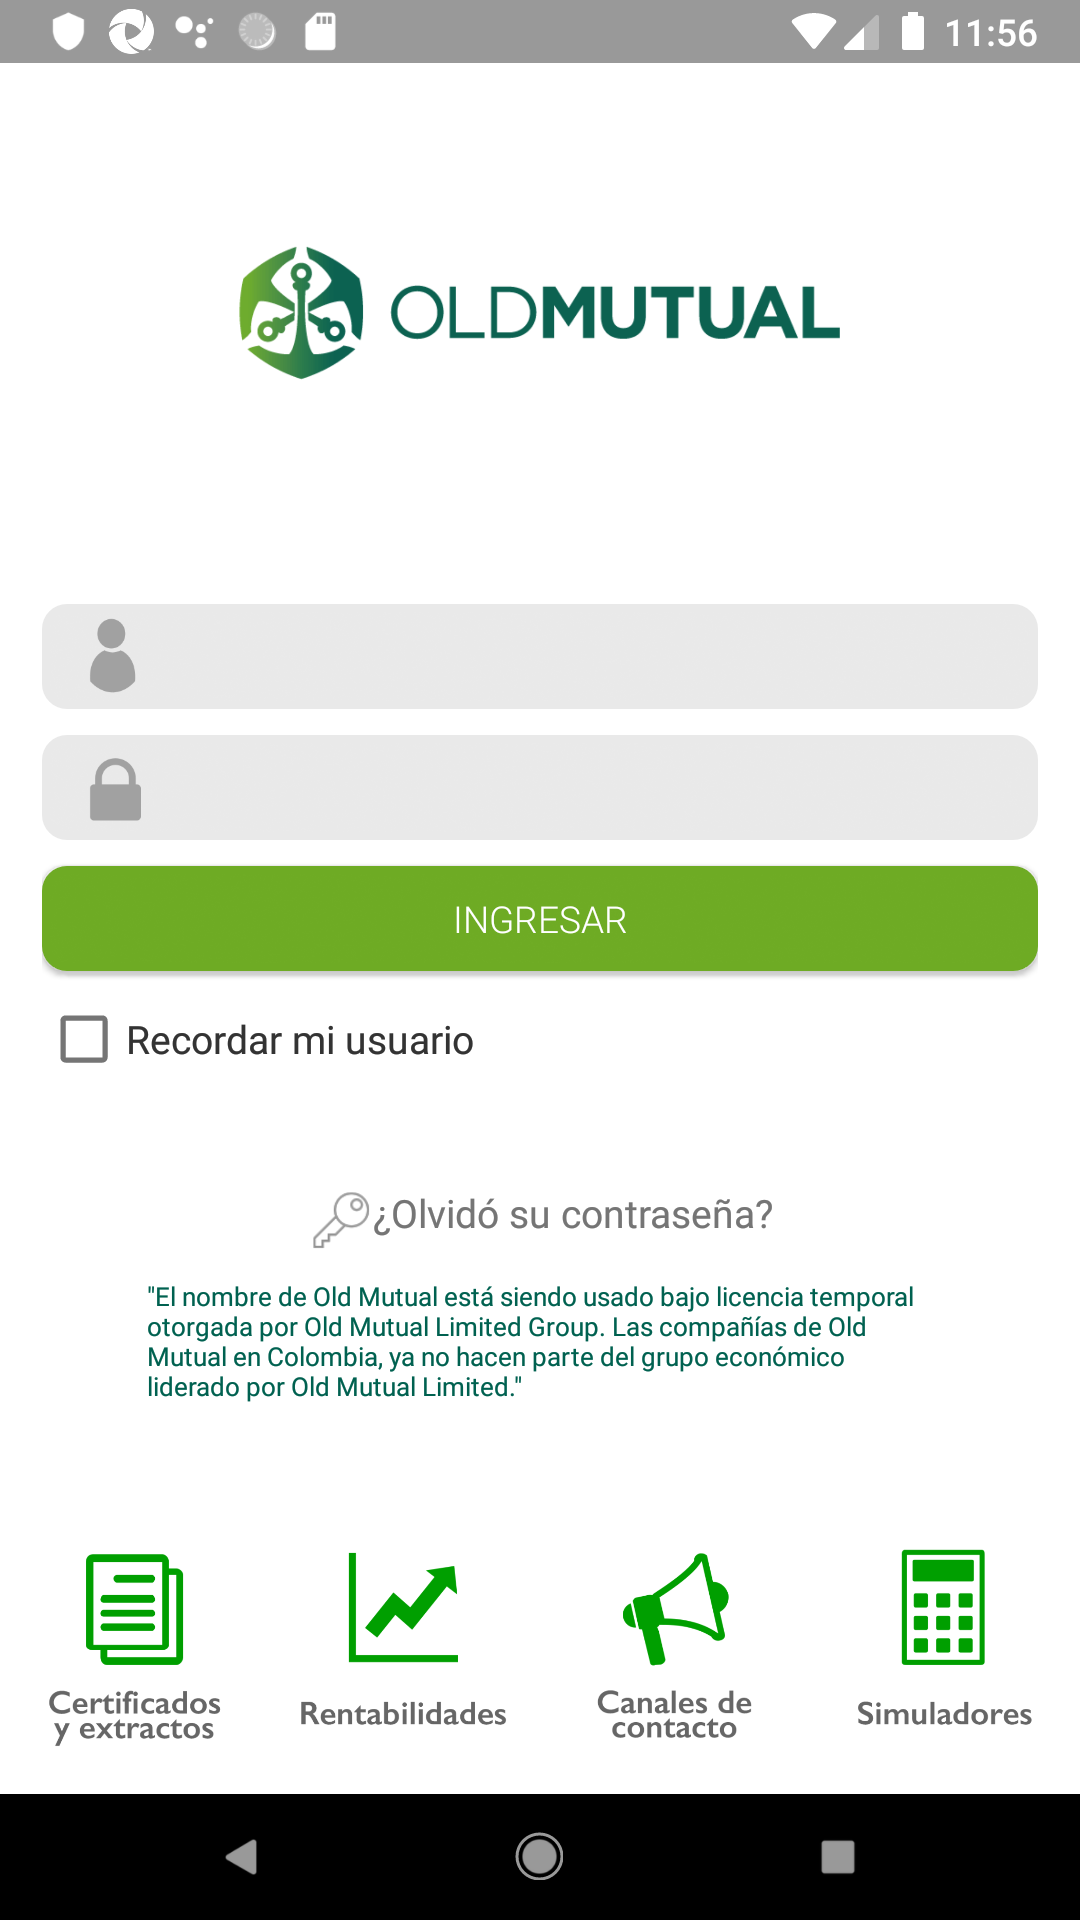 11:56
OLDMUTUAL
INGRESAR
Recordar mi usuario
¿Olvidó su contraseña?
"El nombre de Old Mutual está siendo usado bajo licencia temporal
otorgada por Old Mutual Limited Group. Las compañías de Old
Mutual en Colombia, ya no hacen parte del grupo económico
liderado por Old Mutual Limited."
Certificados
y extractos
Rentabilidades
Canales de
contacto
Simuladores